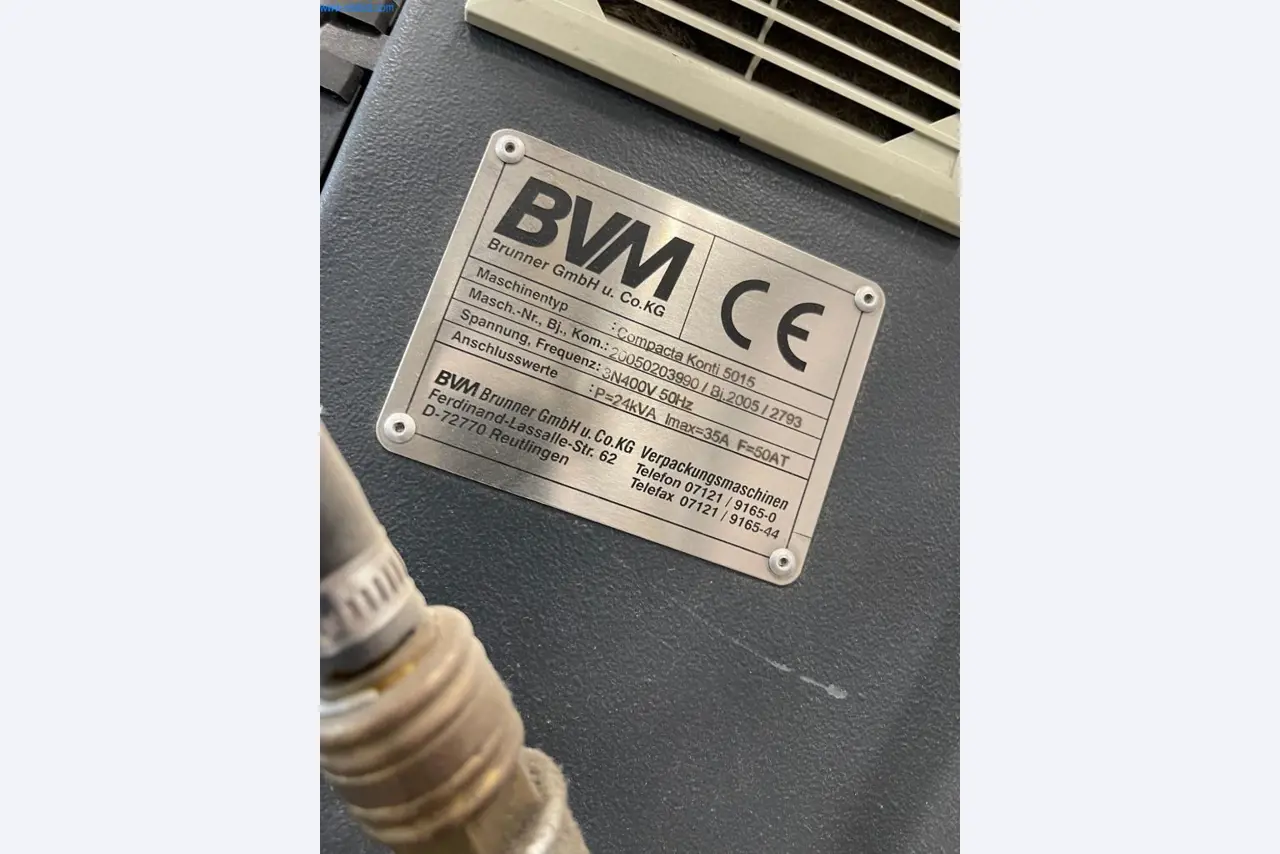 BVM
Brunner GmbH u. Co.KG
CE
Maschinentyp : Compacta Konti 5015
Masch.-Nr., Bj., Kom.: 20050203990 / Bj.2005 / 2793
Spannung, Frequenz: 3N400V 50Hz
Anschlusswerte : P=24kVA Imax=35A F=50AT
BVM Brunner GmbH u. Co.KG Verpackungsmaschinen
Ferdinand-Lassalle-Str. 62 Telefon 07121 / 9165-0
D-72770 Reutlingen Telefax 07121 / 9165-44